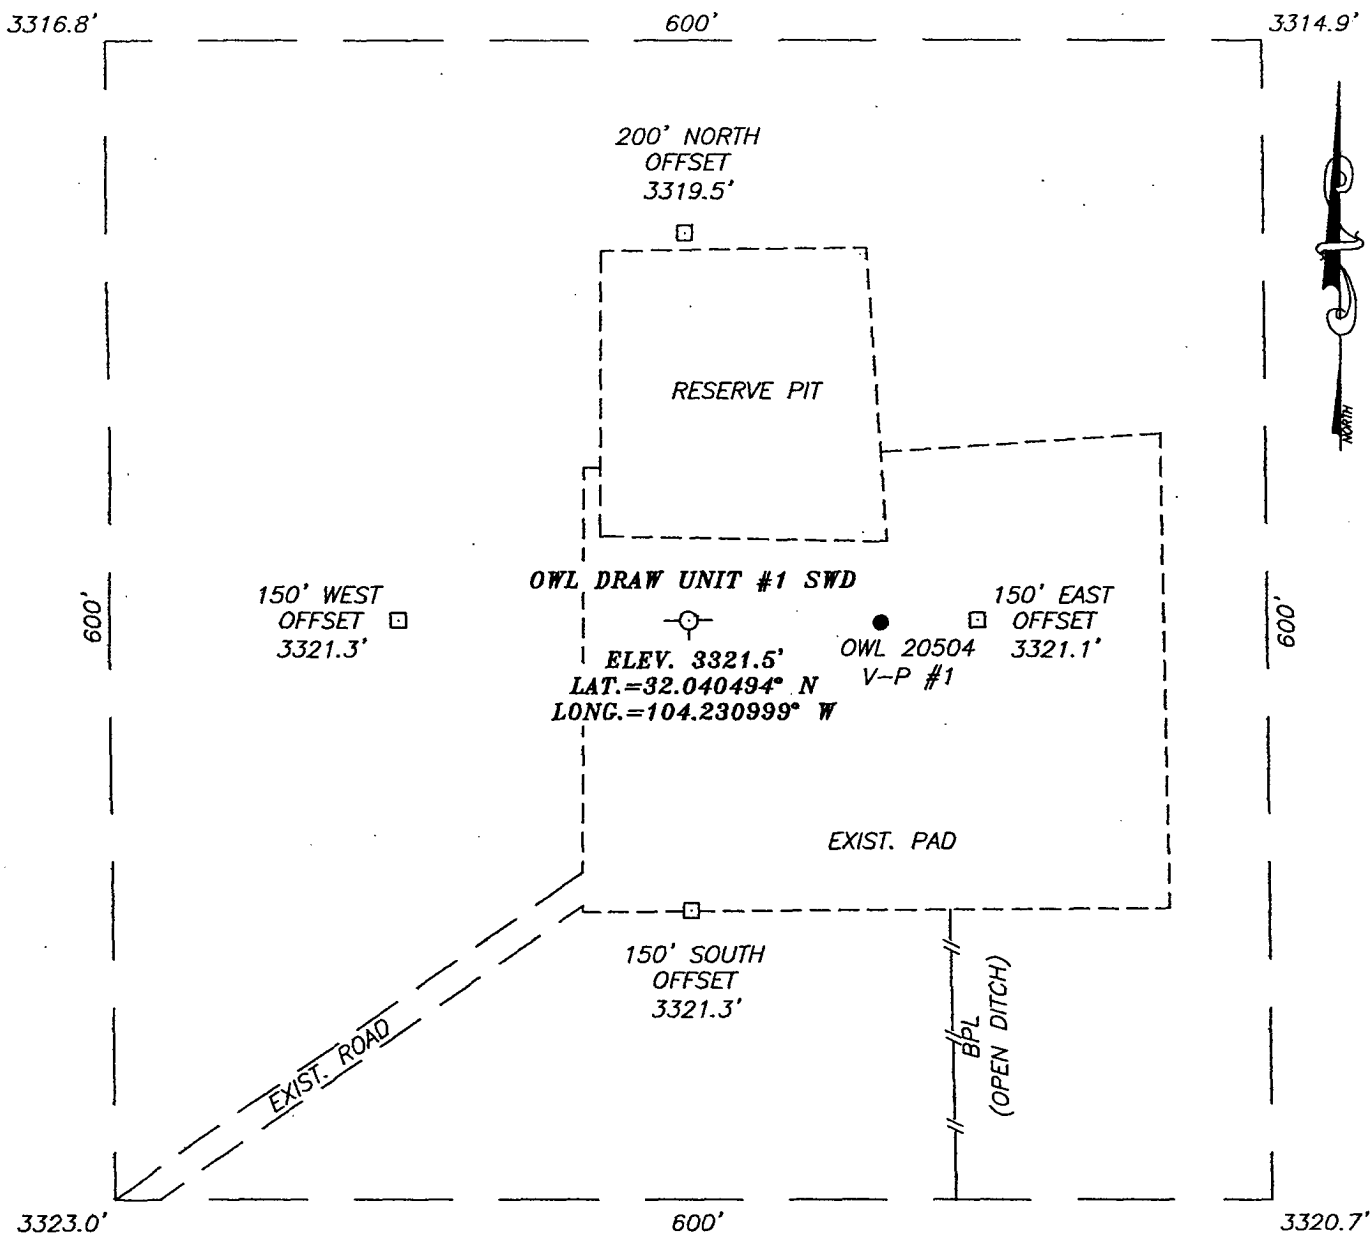 3316.8'
600'
3314.9'
200' NORTH
OFFSET
3319.5'
NORTH
RESERVE PIT
OWL DRAW UNIT #1 SWD
150' WEST
OFFSET
3321.3'
600'
150' EAST
OFFSET
3321.1'
600'
OWL 20504
V-P #1
ELEV. 3321.5'
LAT.=32.040494° N
LONG.=104.230999° W
EXIST. PAD
150' SOUTH
OFFSET
3321.3'
BPL
(OPEN DITCH)
EXIST. ROAD
3323.0'
600'
3320.7'